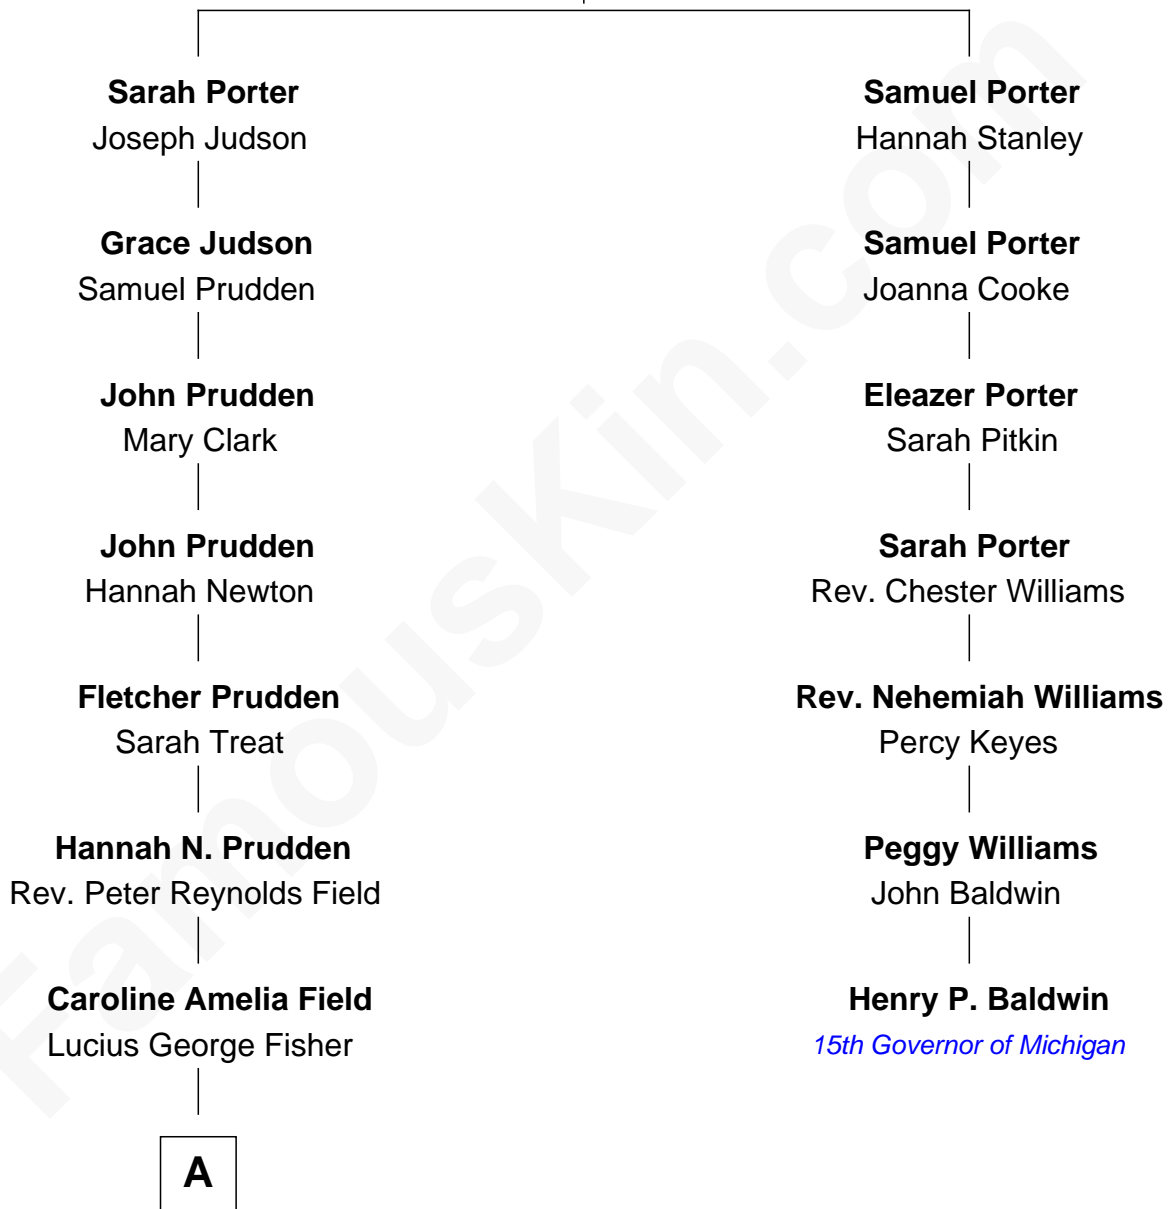 Sarah Porter
Joseph Judson
Samuel Porter
Hannah Stanley
Grace Judson
Samuel Prudden
Samuel Porter
Joanna Cooke
John Prudden
Mary Clark
Eleazer Porter
Sarah Pitkin
John Prudden
Hannah Newton
Sarah Porter
Rev. Chester Williams
Fletcher Prudden
Sarah Treat
Rev. Nehemiah Williams
Percy Keyes
Hannah N. Prudden
Rev. Peter Reynolds Field
Peggy Williams
John Baldwin
Caroline Amelia Field
Lucius George Fisher
Henry P. Baldwin
15th Governor of Michigan
A
FamousKin.com